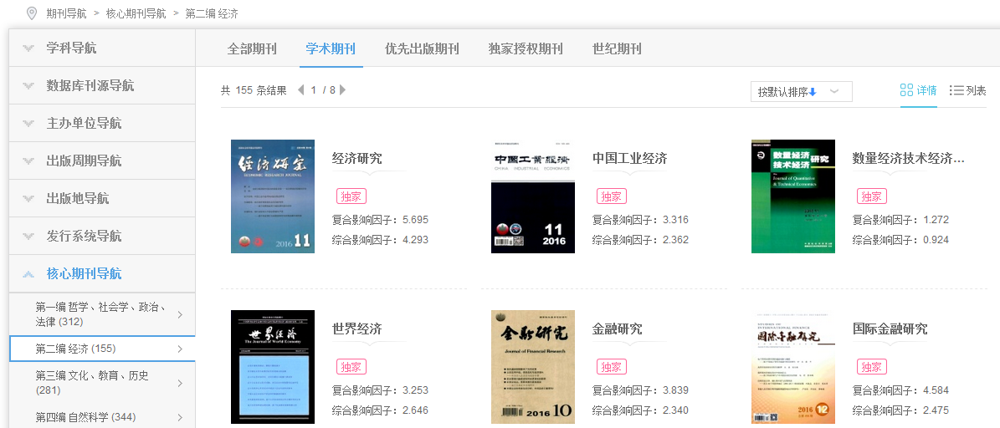 期刊导航 > 核心期刊导航 > 第二编 经济
学科导航
数据库刊源导航
主办单位导航
出版周期导航
出版地导航
发行系统导航
核心期刊导航
第一编 哲学、社会学、政治、
法律 (312)
第二编 经济 (155)
第三编 文化、教育、历史
(281)
第四编 自然科学 (344)
全部期刊 学术期刊 优先出版期刊 独家授权期刊 世纪期刊
共 155 条结果 1 / 8
按默认排序 详情 列表
经济研究
ECONOMIC RESEARCH JOURNAL
2016 11
经济研究
独家
复合影响因子：5.695
综合影响因子：4.293
中国工业经济
CHINA INDUSTRIAL ECONOMICS
11
2016
中国工业经济
独家
复合影响因子：3.316
综合影响因子：2.362
数量经济
技术经济 研究
Journal of Quantitative
& Technical Economics
数量经济技术经济…
独家
复合影响因子：1.272
综合影响因子：0.924
世界经济
The Journal of World Economy
世界经济
独家
复合影响因子：3.253
综合影响因子：2.646
金融研究
Journal of Financial Research
2016 10
金融研究
独家
复合影响因子：3.839
综合影响因子：2.340
STUDIES OF
INTERNATIONAL FINANCE
国际金融研究
2016 12
国际金融研究
独家
复合影响因子：4.584
综合影响因子：2.475